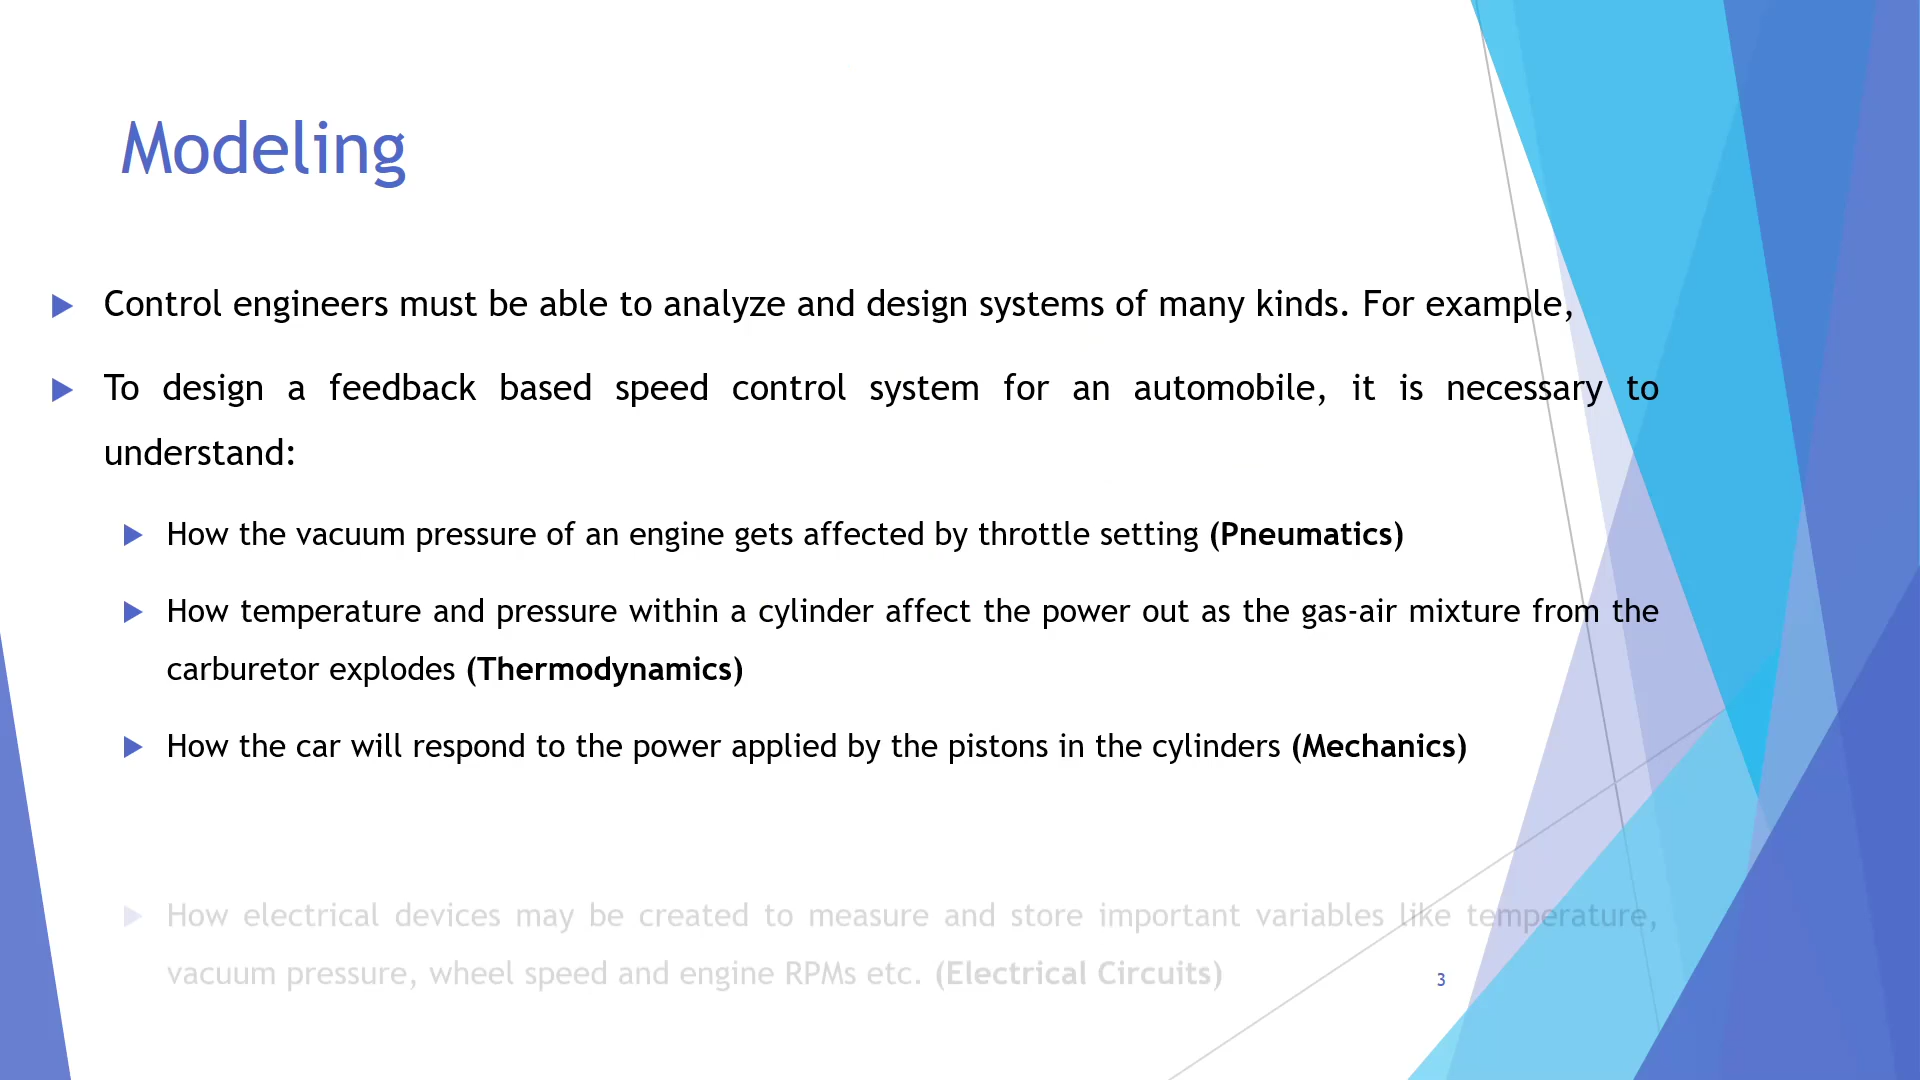 Modeling
Control engineers must be able to analyze and design systems of many kinds. For example,
To design a feedback based speed control system for an automobile, it is necessary to
understand:
How the vacuum pressure of an engine gets affected by throttle setting (Pneumatics)
How temperature and pressure within a cylinder affect the power out as the gas-air mixture from the
carburetor explodes (Thermodynamics)
How the car will respond to the power applied by the pistons in the cylinders (Mechanics)
How electrical devices may be created to measure and store important variables like temperature,
vacuum pressure, wheel speed and engine RPMs etc. (Electrical Circuits)
3